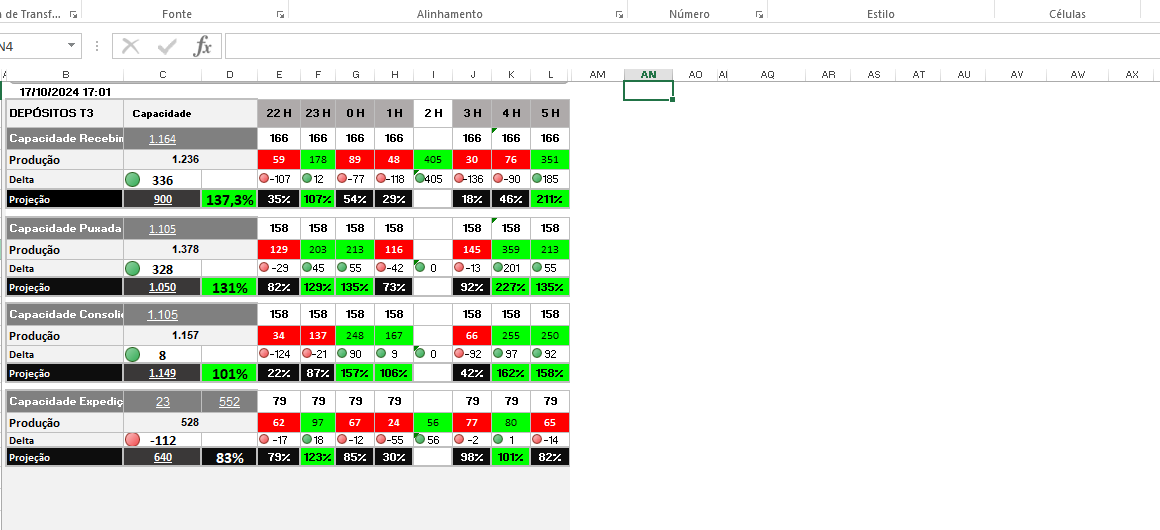 a de Transf... Fonte Alinhamento Número Estilo Células
N4 fx
B C D E F G H I J K L AM AN AO AQ AR AS AT AU AV AW AX
17/10/2024 17:01
DEPÓSITOS T3 Capacidade 22 H 23 H 0 H 1 H 2 H 3 H 4 H 5 H
Capacidade Recebin 1.164 166 166 166 166 166 166 166
Produção 1.236 59 178 89 48 405 30 76 351
Delta 336 -107 12 -77 -118 405 -136 -90 185
Projeção 900 137,3% 35% 107% 54% 29% 18% 46% 211%
Capacidade Puxada 1.105 158 158 158 158 158 158 158
Produção 1.378 129 203 213 116 145 359 213
Delta 328 -29 45 55 -42 0 -13 201 55
Projeção 1.050 131% 82% 129% 135% 73% 92% 227% 135%
Capacidade Consolid 1.105 158 158 158 158 158 158 158
Produção 1.157 34 137 248 167 66 255 250
Delta 8 -124 -21 90 9 0 -92 97 92
Projeção 1.149 101% 22% 87% 157% 106% 42% 162% 158%
Capacidade Expediç 23 552 79 79 79 79 79 79 79
Produção 528 62 97 67 24 56 77 80 65
Delta -112 -17 18 -12 -55 56 -2 1 -14
Projeção 640 83% 79% 123% 85% 30% 98% 101% 82%